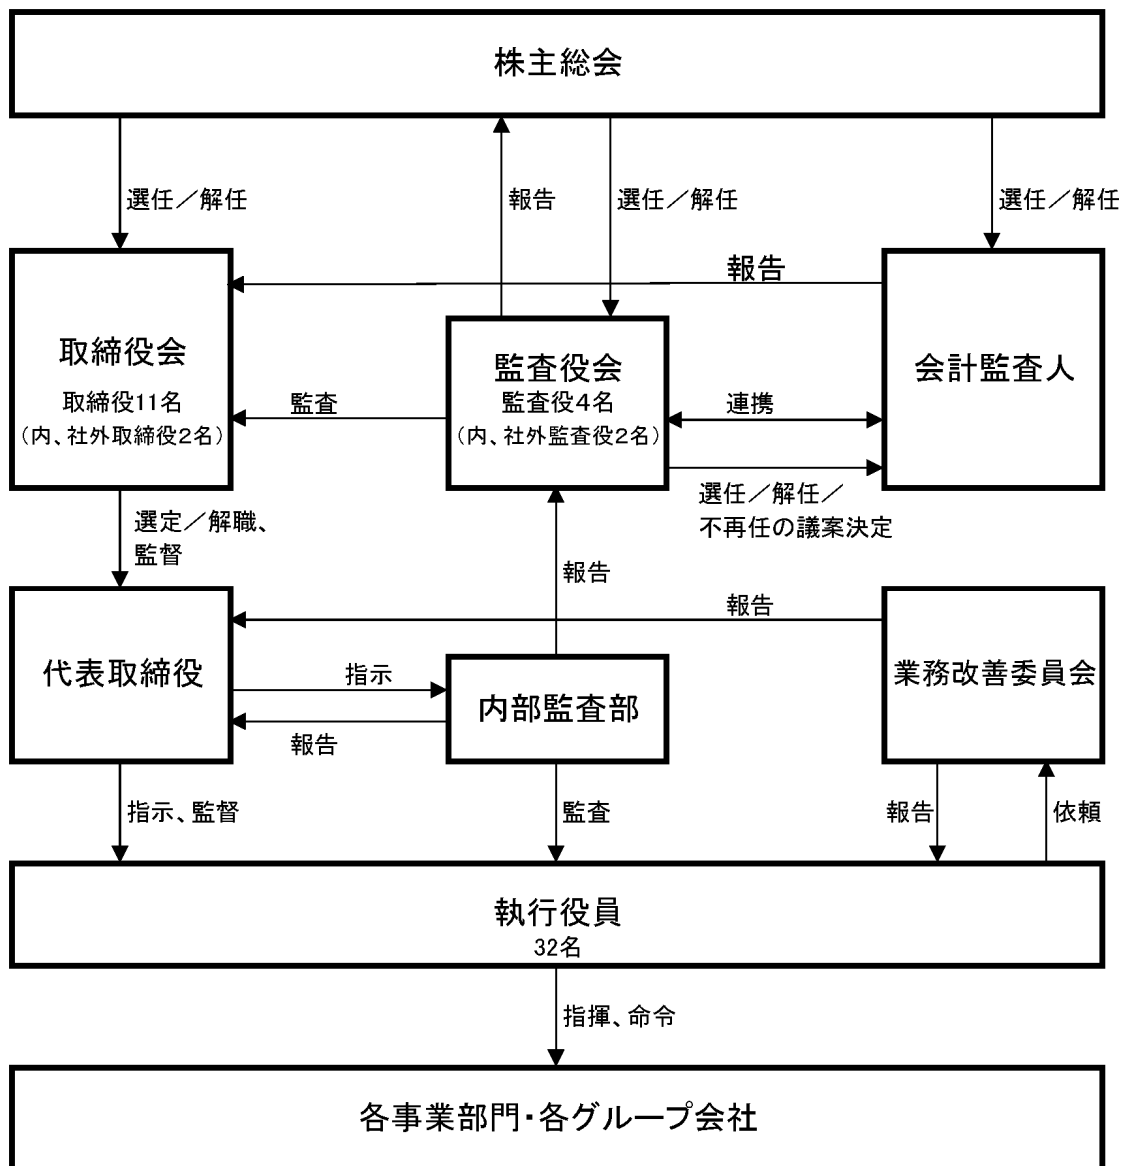 株主総会
選任／解任
報告
選任／解任
選任／解任
報告
取締役会
取締役11名
（内、社外取締役2名）
監査
監査役会
監査役4名
（内、社外監査役2名）
連携
会計監査人
選任／解任／
不再任の議案決定
選定／解職、
監督
報告
報告
代表取締役
指示
報告
内部監査部
業務改善委員会
指示、監督
監査
報告
依頼
執行役員
32名
指揮、命令
各事業部門・各グループ会社